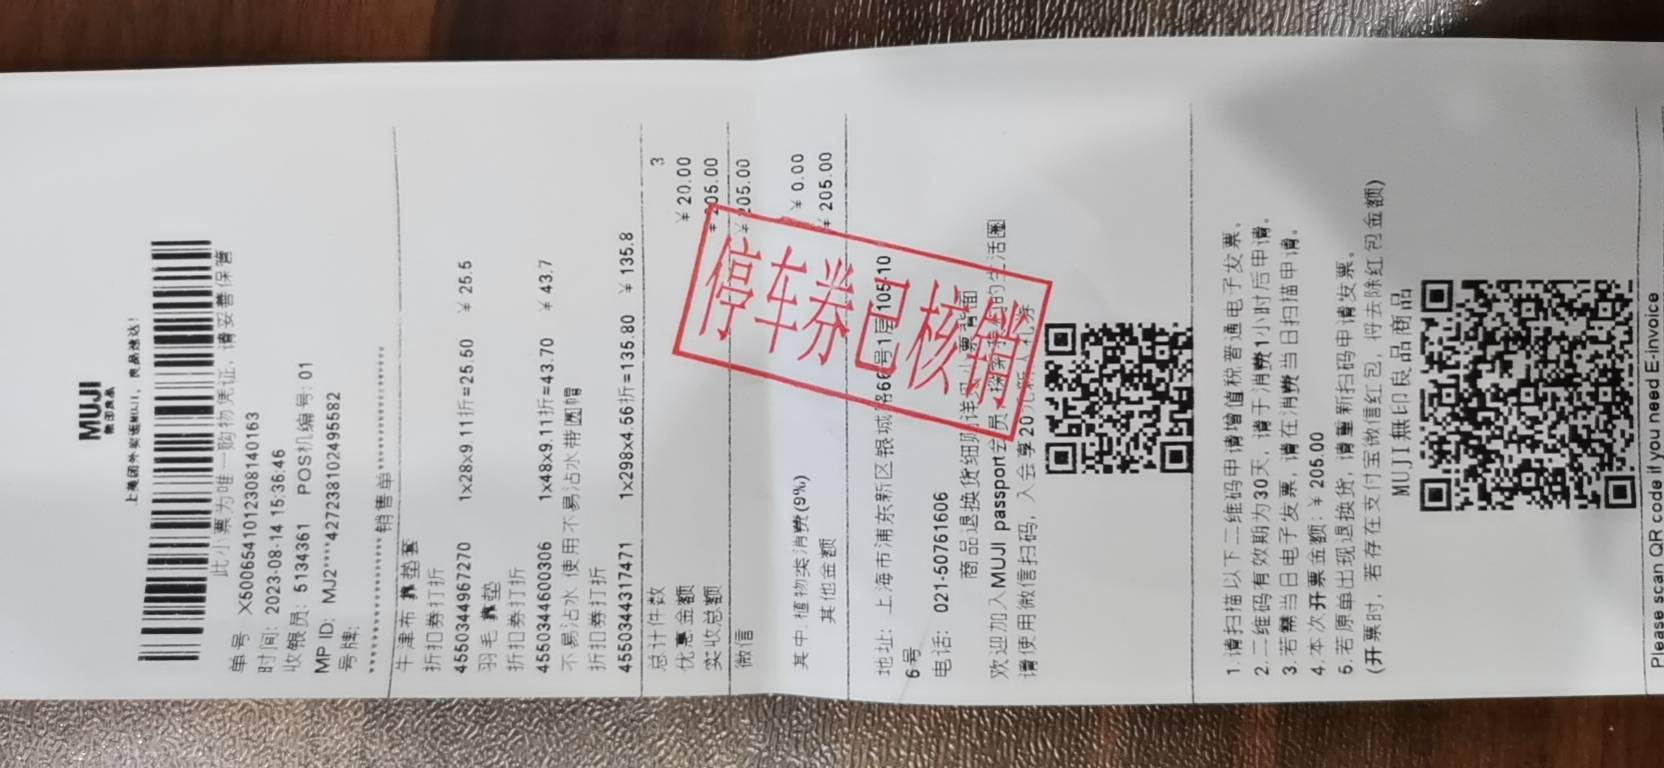 MUJI
無印良品
上美团外卖送MUJI，良品速达！
此小票为唯一购物凭证，请妥善保管
单号 X5006541012308140163
时间: 2023-08-14 15:36:46
收银员: 5134361 POS机编号: 01
MP ID: MJ2****427238102495582
号牌:
销售单
牛津布靠垫套
折扣券打折
4550344967270 1x28x9.11折=25.50 ¥ 25.5
羽毛靠垫
折扣券打折
4550344600306 1x48x9.11折=43.70 ¥ 43.7
不易沾水 使用不易沾水带圆帽
折扣券打折
4550344317471 1x298x4.56折=135.80 ¥ 135.8
总计件数 3
优惠金额 ¥ 20.00
实收总额 ¥ 205.00
微信 ¥ 205.00
其中: 植物类消费(9%) ¥ 0.00
其他金额 ¥ 205.00
停车券已核销
地址: 上海市浦东新区银城路66号1层105-10
6号
电话: 021-50761606
商品退换货细则详见小票背面
欢迎加入MUJI passport会员 探索 的生活圈
请使用微信扫码，入会享20元新人礼券
1.请扫描以下二维码申请增值税普通电子发票。
2.二维码有效期为30天，请于消费1小时后申请。
3.若需当日电子发票，请在消费当日扫描申请。
4.本次开票金额: ¥ 205.00
5.若原单出现退换货，请重新扫码申请发票。
(开票时，若存在支付宝微信红包，将去除红包金额)
MUJI無印良品商品
Please scan QR code if you need E-invoice